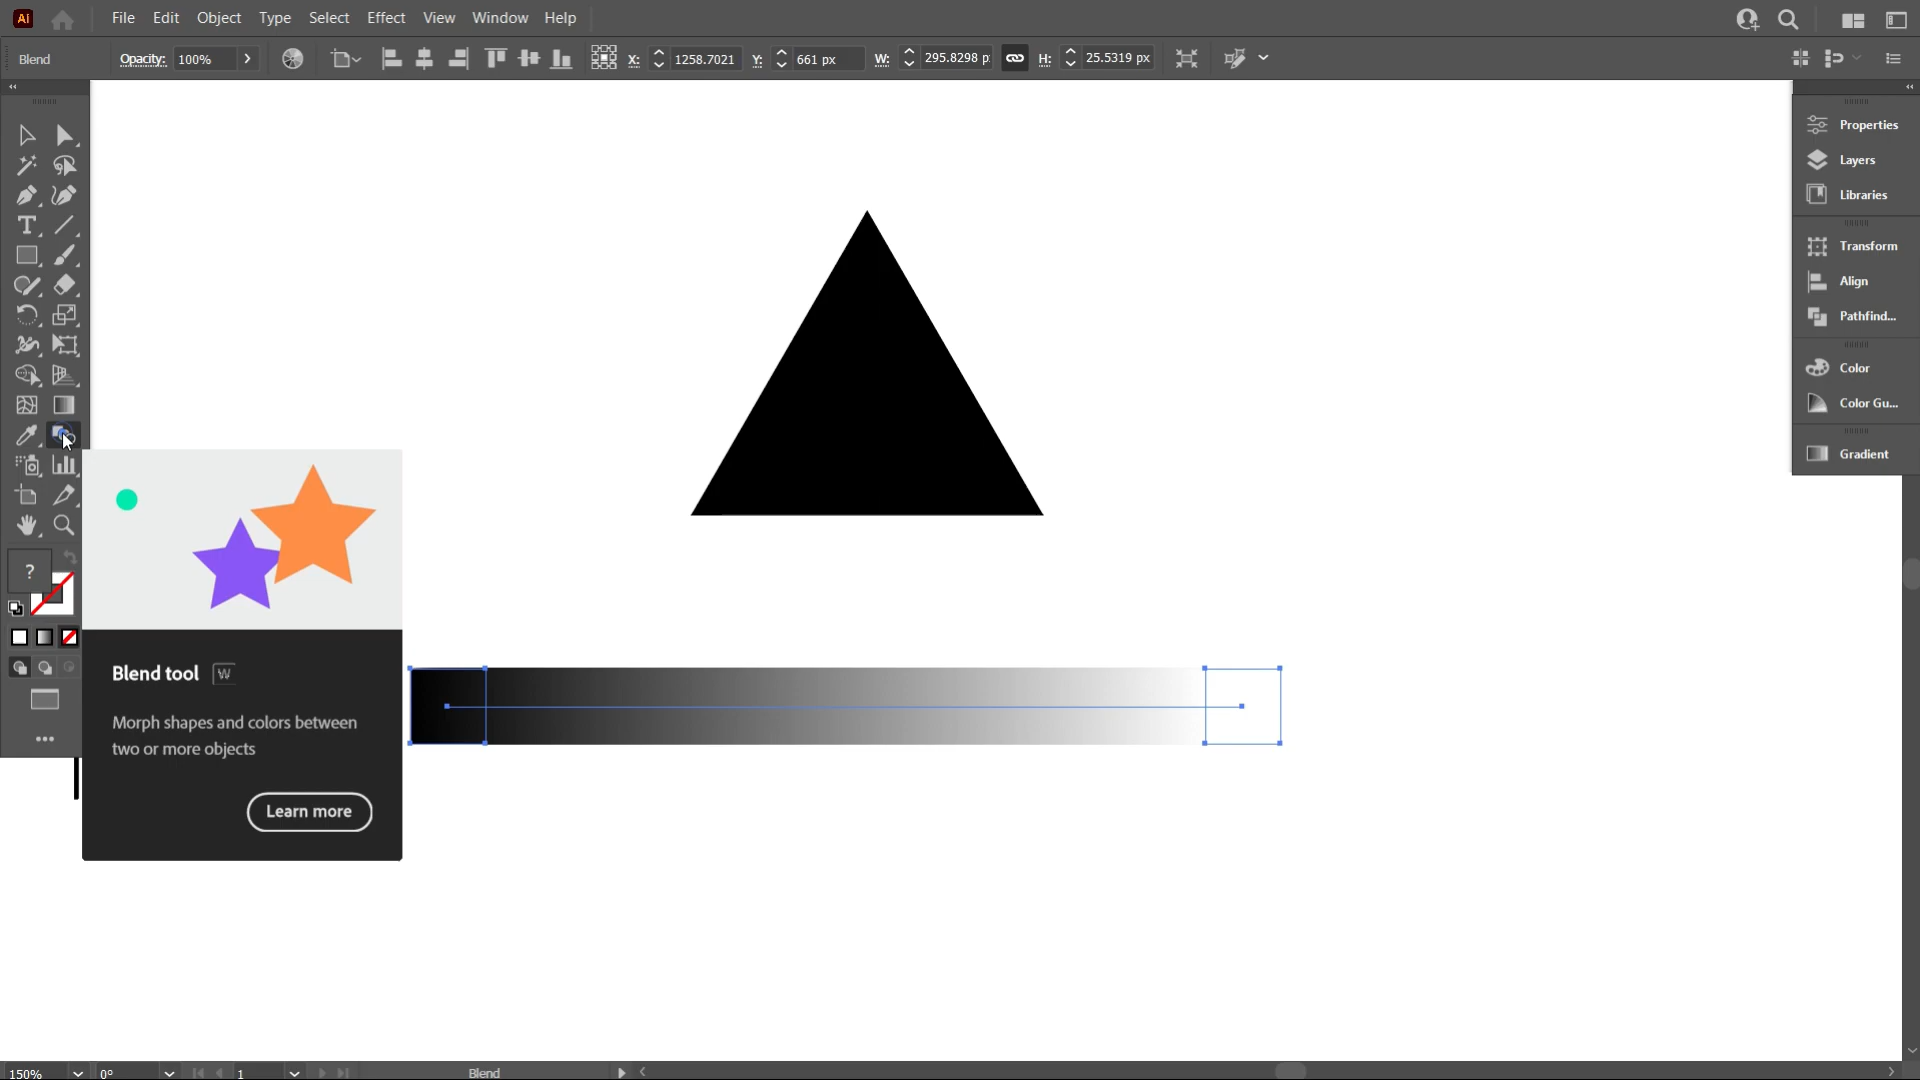 Ai File Edit Object Type Select Effect View Window Help
Blend Opacity: 100% X: 1258.7021 Y: 661 px W: 295.8298 p H: 25.5319 px
Properties
Layers
Libraries
Transform
Align
Pathfind...
Color
Color Gu...
Gradient
?
Blend tool W
Morph shapes and colors between
two or more objects
Learn more
150% 0° 1 Blend